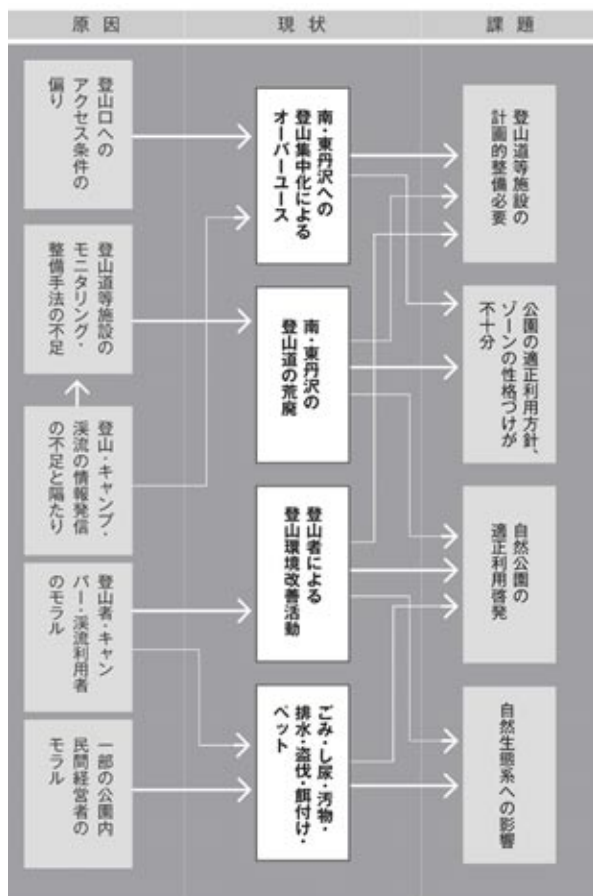 原因
現状
課題
登山口への
アクセス条件の
偏り
登山道等施設の
モニタリング・
整備手法の不足
登山・キャンプ・
渓流の情報発信
の不足と隔たり
登山者・キャン
パー・渓流利用者
のモラル
一部の公園内
民間経営者の
モラル
南・東丹沢への
登山集中化による
オーバーユース
南・東丹沢の
登山道の荒廃
登山者による
登山環境改善活動
ごみ・し尿・汚物・
排水・盗伐・餌付け・
ペット
登山道等施設の
計画的整備必要
公園の適正利用方針、
ゾーンの性格づけが
不十分
自然公園の
適正利用啓発
自然生態系への影響